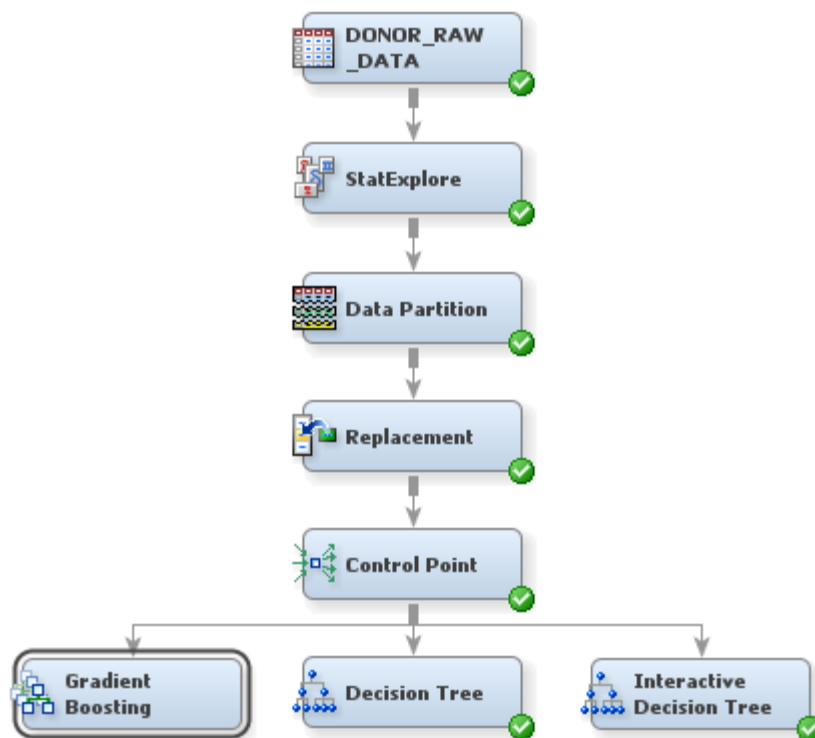 DONOR_RAW
_DATA
StatExplore
Data Partition
Replacement
Control Point
Gradient
Boosting
Decision Tree
Interactive
Decision Tree